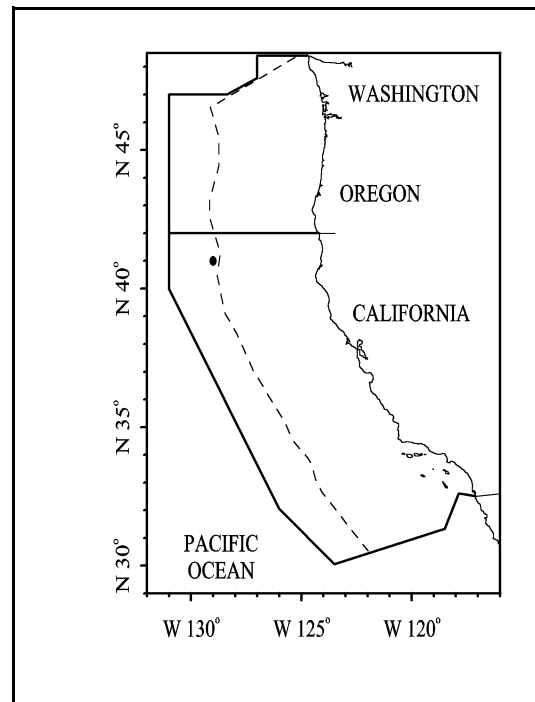 WASHINGTON
N 45°
OREGON
N 40°
CALIFORNIA
N 35°
PACIFIC
OCEAN
N 30°
W 130° W 125° W 120°